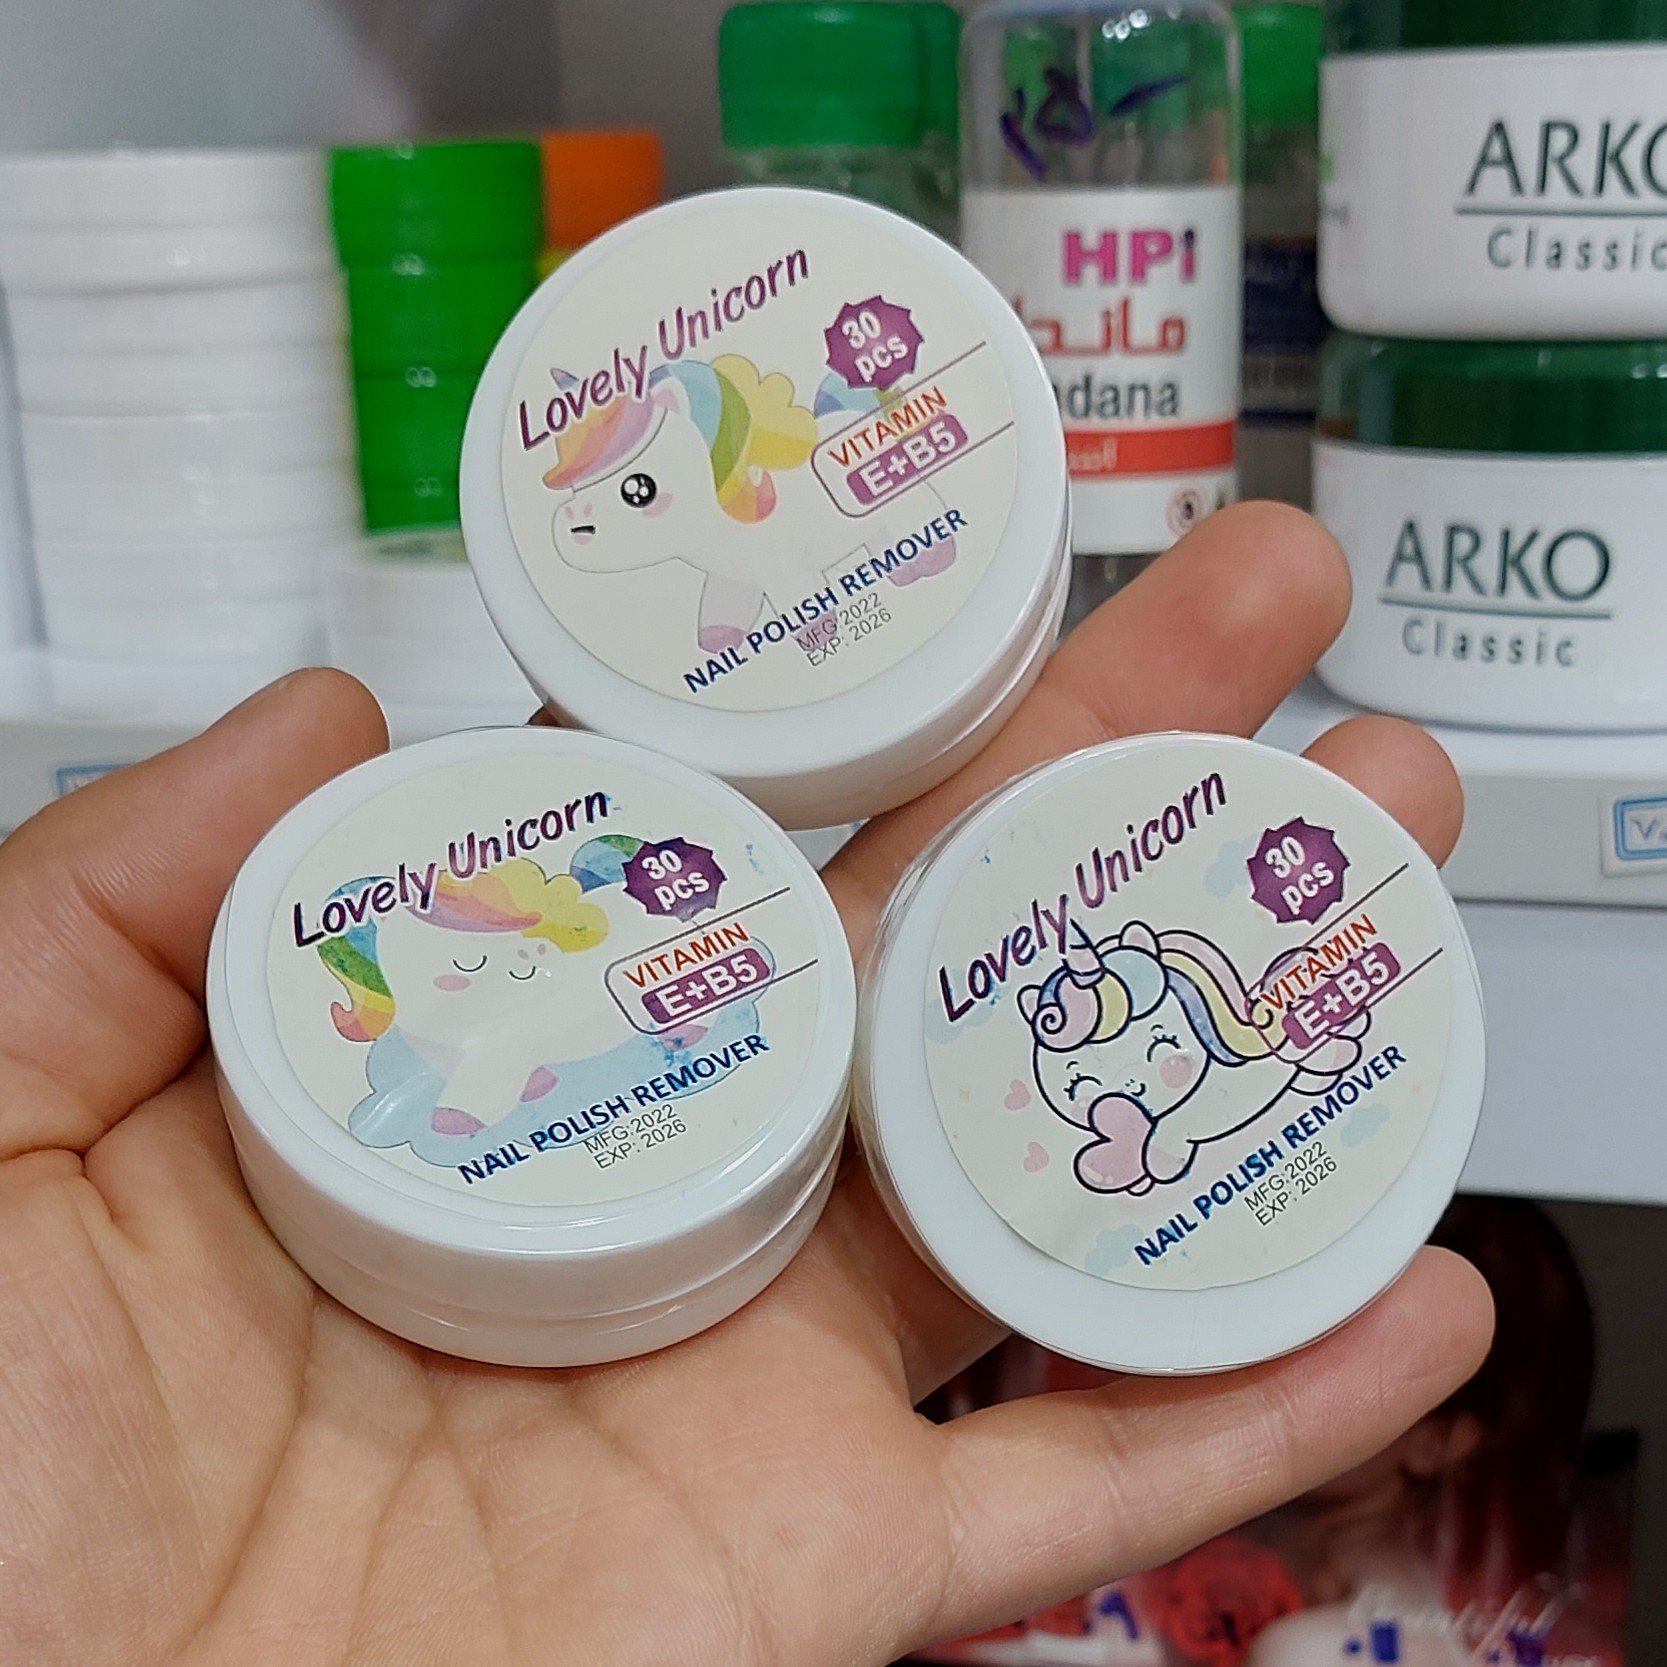 Lovely Unicorn
30
pcs
VITAMIN
E+B5
NAIL POLISH REMOVER
MFG:2022
EXP: 2026
Lovely Unicorn
30
pcs
VITAMIN
E+B5
NAIL POLISH REMOVER
MFG:2022
EXP: 2026
Lovely Unicorn
30
pcs
VITAMIN
E+B5
NAIL POLISH REMOVER
MFG:2022
EXP: 2026
HPi
dana
ARKO
Classic
ARKO
Classic
Beautiful